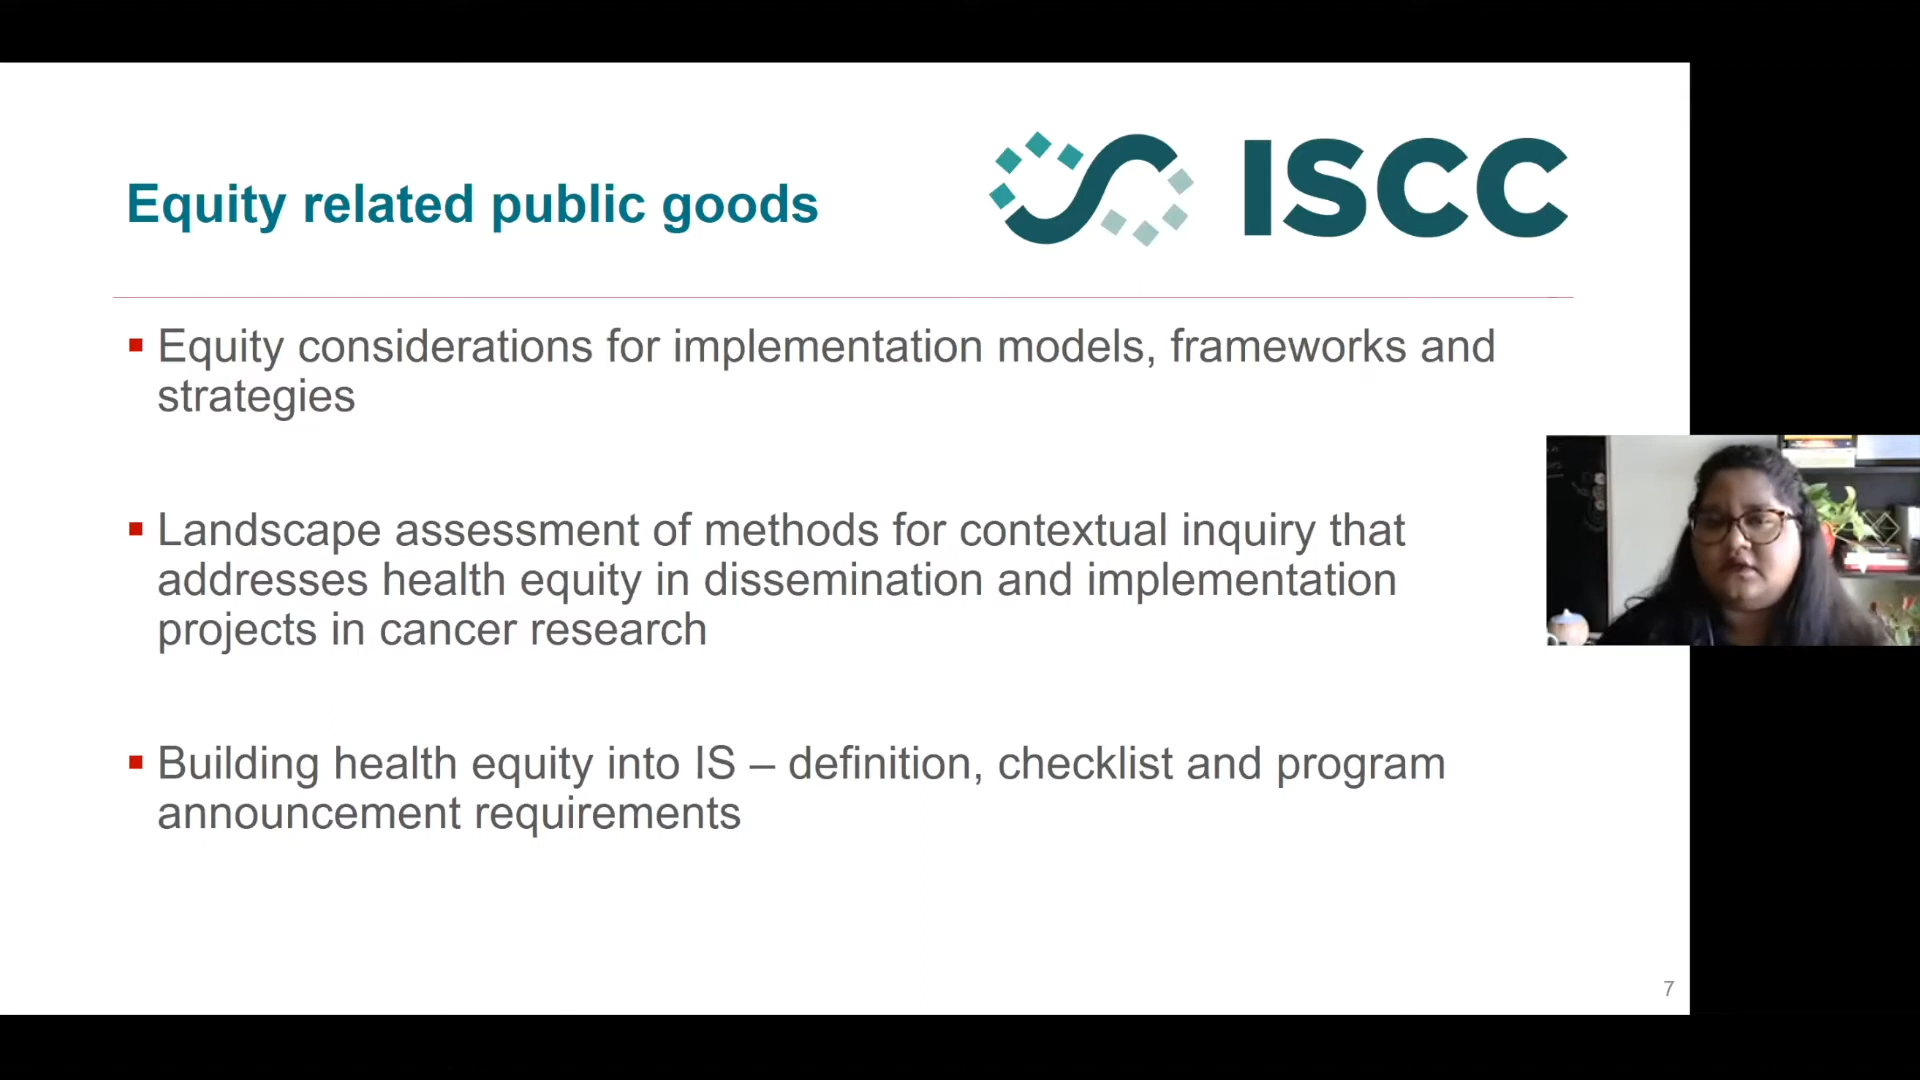 Equity related public goods
ISCC
Equity considerations for implementation models, frameworks and
strategies
Landscape assessment of methods for contextual inquiry that
addresses health equity in dissemination and implementation
projects in cancer research
Building health equity into IS – definition, checklist and program
announcement requirements
7